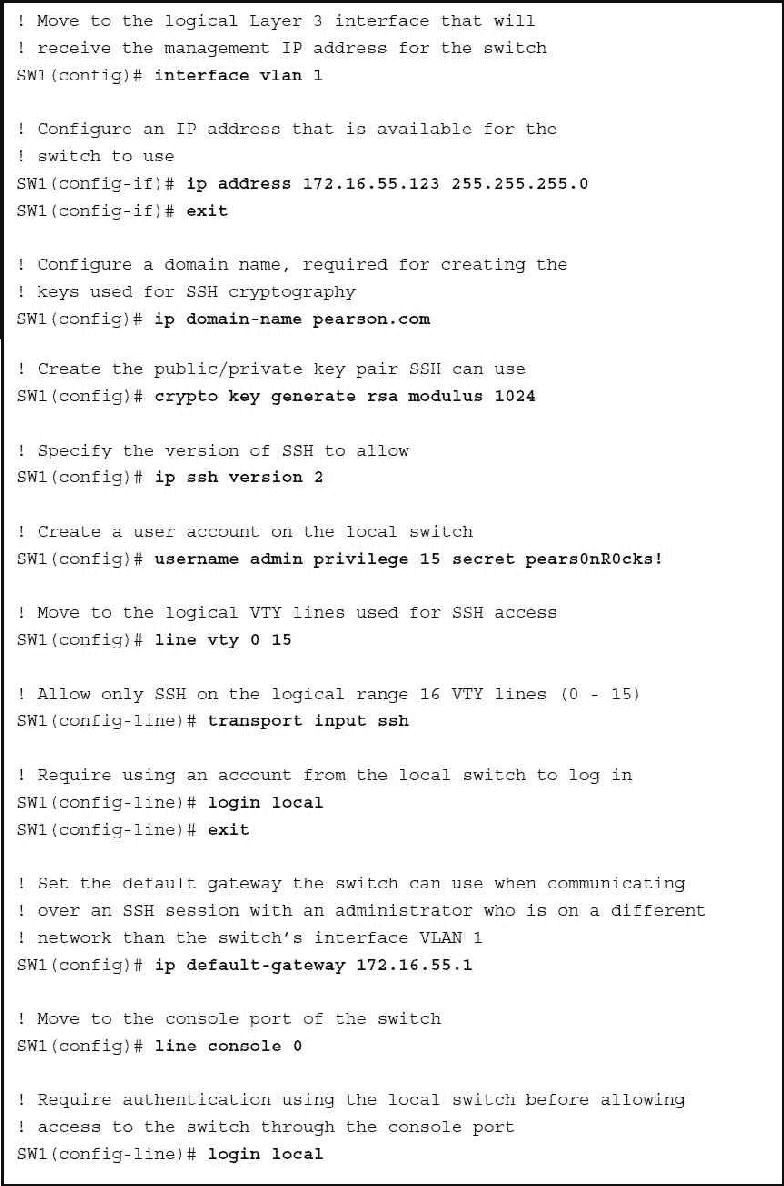 ! Move to the logical Layer 3 interface that will
! receive the management IP address for the switch
SW1(config)# interface vlan 1
! Configure an IP address that is available for the
! switch to use
SW1(config-if)# ip address 172.16.55.123 255.255.255.0
SW1(config-if)# exit
! Configure a domain name, required for creating the
! keys used for SSH cryptography
SW1(config)# ip domain-name pearson.com
! Create the public/private key pair SSH can use
SW1(config)# crypto key generate rsa modulus 1024
! Specify the version of SSH to allow
SW1(config)# ip ssh version 2
! Create a user account on the local switch
SW1(config)# username admin privilege 15 secret pears0nR0cks!
! Move to the logical VTY lines used for SSH access
SW1(config)# line vty 0 15
! Allow only SSH on the logical range 16 VTY lines (0 - 15)
SW1(config-line)# transport input ssh
! Require using an account from the local switch to log in
SW1(config-line)# login local
SW1(config-line)# exit
! Set the default gateway the switch can use when communicating
! over an SSH session with an administrator who is on a different
! network than the switch's interface VLAN 1
SW1(config)# ip default-gateway 172.16.55.1
! Move to the console port of the switch
SW1(config)# line console 0
! Require authentication using the local switch before allowing
! access to the switch through the console port
SW1(config-line)# login local